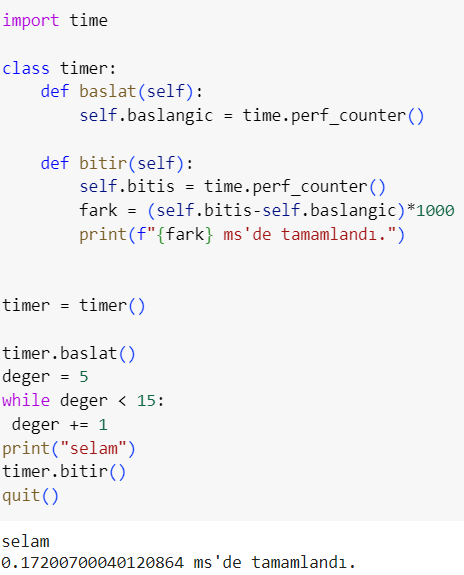 import time
class timer:
def baslat(self):
self.baslangic = time.perf_counter()
def bitir(self):
self.bitis = time.perf_counter()
fark = (self.bitis-self.baslangic)*1000
print(f"{fark} ms'de tamamlandı.")
timer = timer()
timer.baslat()
deger = 5
while deger < 15:
deger += 1
print("selam")
timer.bitir()
quit()
selam
0.17200700040120864 ms'de tamamlandı.